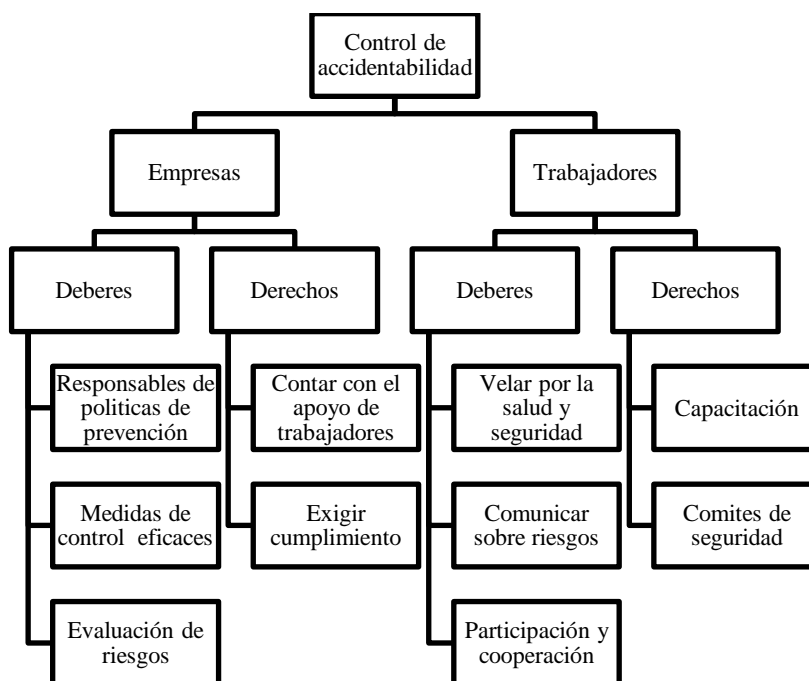 Control de
accidentabilidad
Empresas
Trabajadores
Deberes
Derechos
Deberes
Derechos
Responsables de
politicas de
prevención
Contar con el
apoyo de
trabajadores
Velar por la
salud y
seguridad
Capacitación
Medidas de
control eficaces
Exigir
cumplimiento
Comunicar
sobre riesgos
Comites de
seguridad
Evaluación de
riesgos
Participación y
cooperación